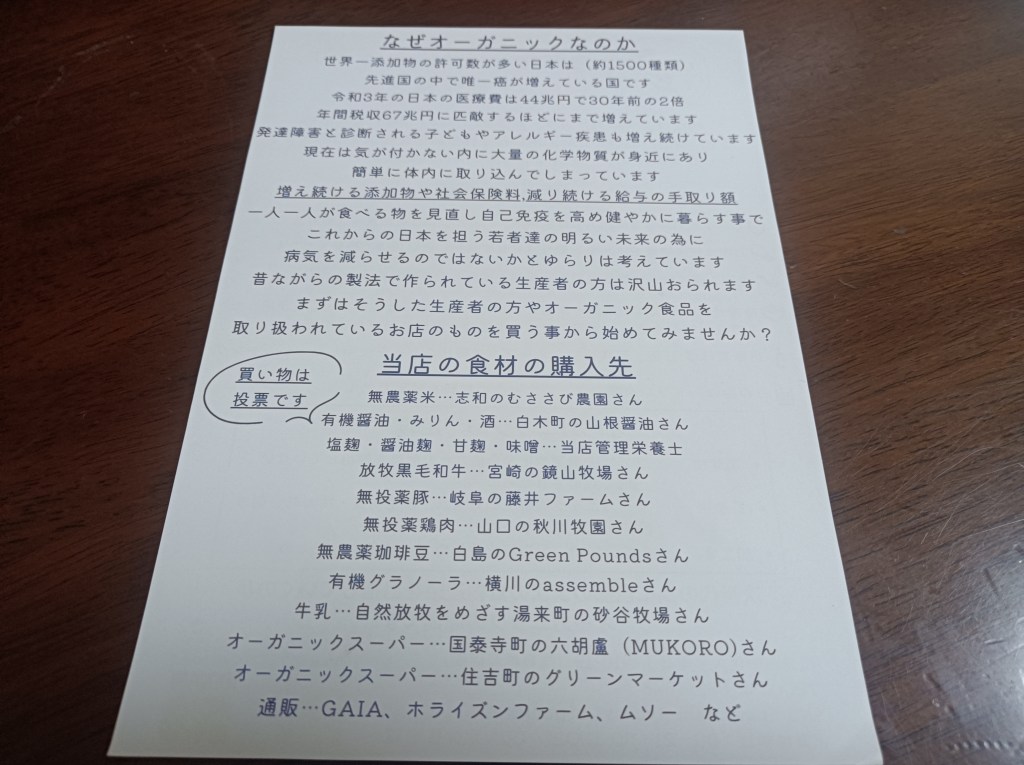 なぜオーガニックなのか
世界一添加物の許可数が多い日本は（約1500種類）
先進国の中で唯一癌が増えている国です
令和3年の日本の医療費は44兆円で30年前の2倍
年間税収67兆円に匹敵するほどにまで増えています
発達障害と診断される子どもやアレルギー疾患も増え続けています
現在は気が付かない内に大量の化学物質が身近にあり
簡単に体内に取り込んでしまっています
増え続ける添加物や社会保険料,減り続ける給与の手取り額
一人一人が食べる物を見直し自己免疫を高め健やかに暮らす事で
これからの日本を担う若者達の明るい未来の為に
病気を減らせるのではないかとゆらりは考えています
昔ながらの製法で作られている生産者の方は沢山おられます
まずはそうした生産者の方やオーガニック食品を
取り扱われているお店のものを買う事から始めてみませんか？
買い物は
投票です
当店の食材の購入先
無農薬米…志和のむささび農園さん
有機醤油・みりん・酒…白木町の山根醤油さん
塩麹・醤油麹・甘麹・味噌…当店管理栄養士
放牧黒毛和牛…宮崎の鏡山牧場さん
無投薬豚…岐阜の藤井ファームさん
無投薬鶏肉…山口の秋川牧園さん
無農薬珈琲豆…白島のGreen Poundsさん
有機グラノーラ…横川のassembleさん
牛乳…自然放牧をめざす湯来町の砂谷牧場さん
オーガニックスーパー…国泰寺町の六胡盧（MUKORO)さん
オーガニックスーパー…住吉町のグリーンマーケットさん
通販…GAIA、ホライズンファーム、ムソー　など